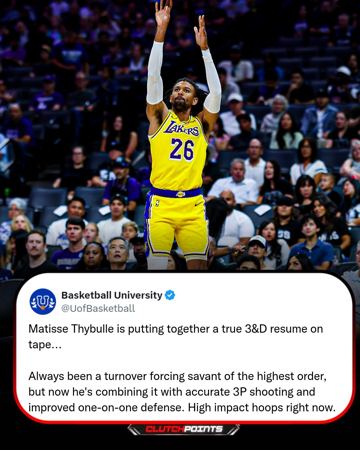 LAKERS
26
Basketball University
@UofBasketball
Matisse Thybulle is putting together a true 3&D resume on
tape...
Always been a turnover forcing savant of the highest order,
but now he's combining it with accurate 3P shooting and
improved one-on-one defense. High impact hoops right now.
CLUTCHPOINTS